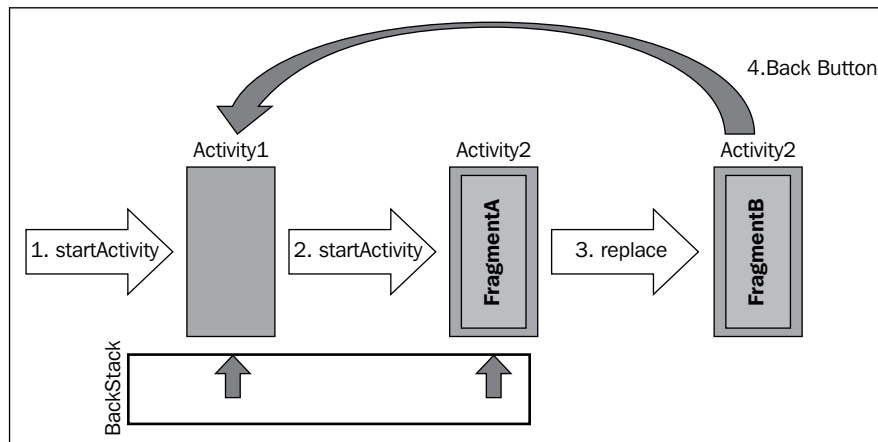 4.Back Button
Activity1
Activity2
Activity2
1. startActivity
2. startActivity
FragmentA
3. replace
FragmentB
BackStack